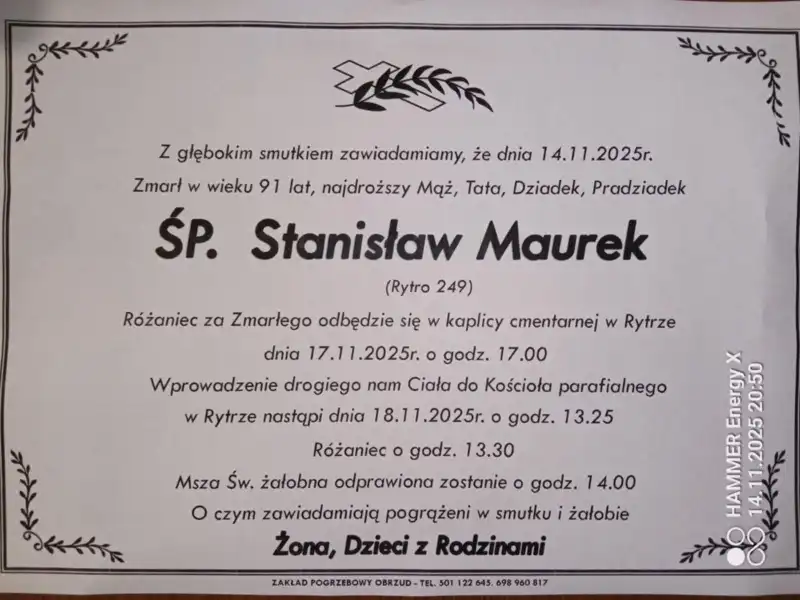 Z głębokim smutkiem zawiadamiamy, że dnia 14.11.2025r.
Zmarł w wieku 91 lat, najdroższy Mąż, Tata, Dziadek, Pradziadek
ŚP. Stanisław Maurek
(Rytro 249)
Różaniec za Zmarłego odbędzie się w kaplicy cmentarnej w Rytrze
dnia 17.11.2025r. o godz. 17.00
Wprowadzenie drogiego nam Ciała do Kościoła parafialnego
w Rytrze nastąpi dnia 18.11.2025r. o godz. 13.25
Różaniec o godz. 13.30
Msza Św. żałobna odprawiona zostanie o godz. 14.00
O czym zawiadamiają pogrążeni w smutku i żałobie
Żona, Dzieci z Rodzinami
ZAKŁAD POGRZEBOWY OBRZUD - TEL. 501 122 645, 698 960 817
HAMMER Energy X
14.11.2025 20:50